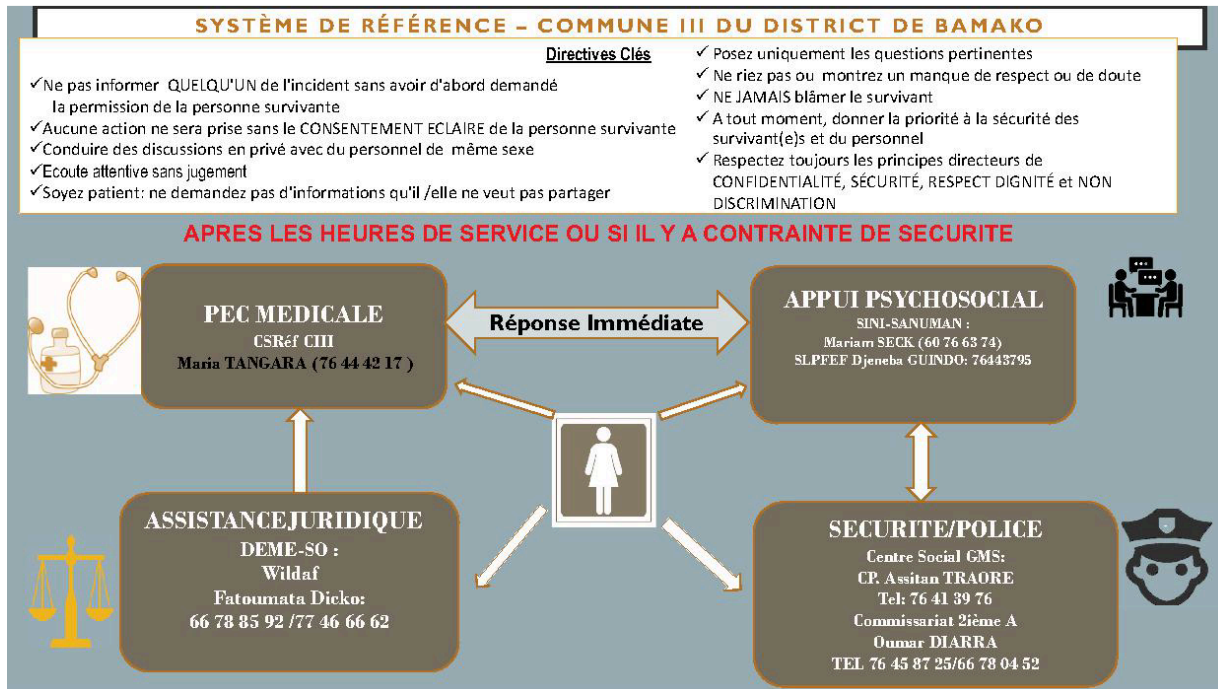 SYSTÈME DE RÉFÉRENCE – COMMUNE III DU DISTRICT DE BAMAKO
Directives Clés
✓Ne pas informer QUELQU'UN de l'incident sans avoir d'abord demandé
la permission de la personne survivante
✓Aucune action ne sera prise sans le CONSENTEMENT ECLAIRE de la personne survivante
✓Conduire des discussions en privé avec du personnel de même sexe
✓Ecoute attentive sans jugement
✓Soyez patient: ne demandez pas d'informations qu'il /elle ne veut pas partager
✓ Posez uniquement les questions pertinentes
✓ Ne riez pas ou montrez un manque de respect ou de doute
✓ NE JAMAIS blâmer le survivant
✓ A tout moment, donner la priorité à la sécurité des
survivant(e)s et du personnel
✓ Respectez toujours les principes directeurs de
CONFIDENTIALITÉ, SÉCURITÉ, RESPECT DIGNITÉ et NON
DISCRIMINATION
APRES LES HEURES DE SERVICE OU SI IL Y A CONTRAINTE DE SECURITE
PEC MEDICALE
CSRéf CIII
Maria TANGARA (76 44 42 17 )
Réponse Immédiate
APPUI PSYCHOSOCIAL
SINI-SANUMAN :
Mariam SECK (60 76 63 74)
SLPFEF Djeneba GUINDO: 76443795
ASSISTANCEJURIDIQUE
DEME-SO :
Wildaf
Fatoumata Dicko:
66 78 85 92 /77 46 66 62
SECURITE/POLICE
Centre Social GMS:
CP. Assitan TRAORE
Tel: 76 41 39 76
Commissariat 2ième A
Oumar DIARRA
TEL 76 45 87 25/66 78 04 52